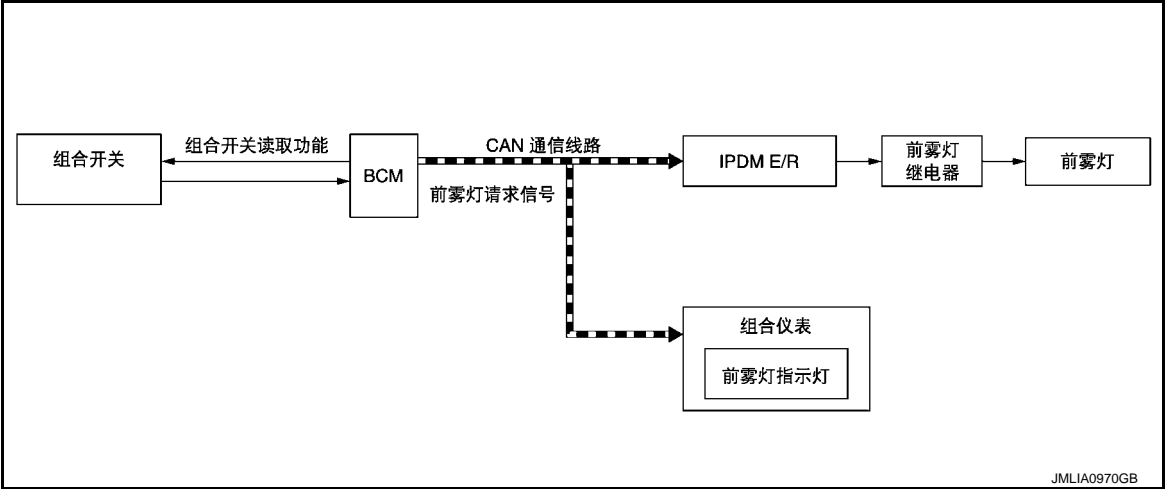 组合开关
组合开关读取功能
BCM
CAN 通信线路
前雾灯请求信号
IPDM E/R
前雾灯
继电器
前雾灯
组合仪表
前雾灯指示灯
JMLIA0970GB